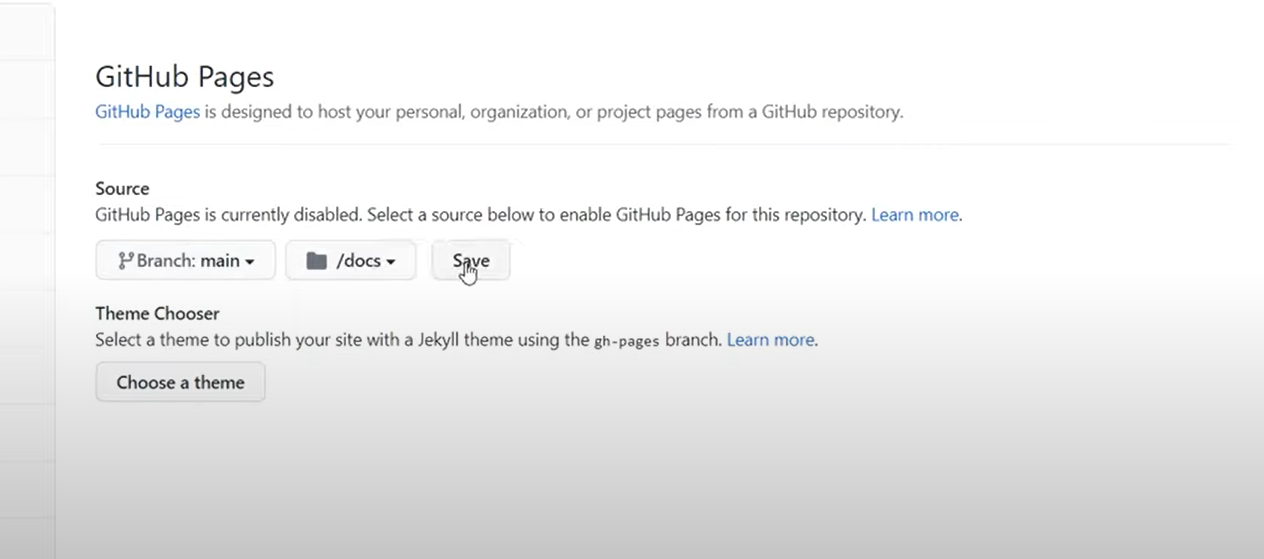 GitHub Pages
GitHub Pages is designed to host your personal, organization, or project pages from a GitHub repository.
Source
GitHub Pages is currently disabled. Select a source below to enable GitHub Pages for this repository. Learn more.
Branch: main /docs Save
Theme Chooser
Select a theme to publish your site with a Jekyll theme using the gh-pages branch. Learn more.
Choose a theme